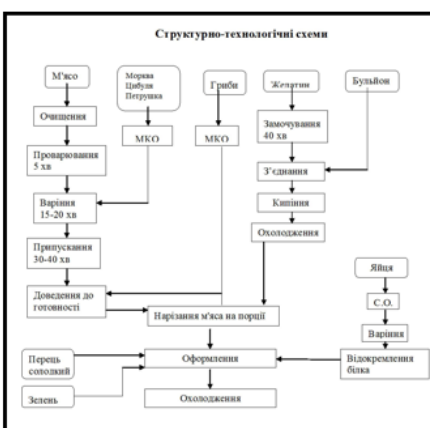 Структурно-технологічні схеми
М'ясо
Морква
Цибуля
Петрушка
Гриби
Желатин
Бульйон
Очищення
МКО
МКО
Замочування
40 хв
Проварювання
5 хв
З'єднання
Варіння
15-20 хв
Кипіння
Охолодження
Припускання
30-40 хв
Яйця
Доведення до
готовності
Нарізання м'яса на порції
С.О.
Варіння
Перець
солодкий
Оформлення
Відокремлення
білка
Зелень
Охолодження